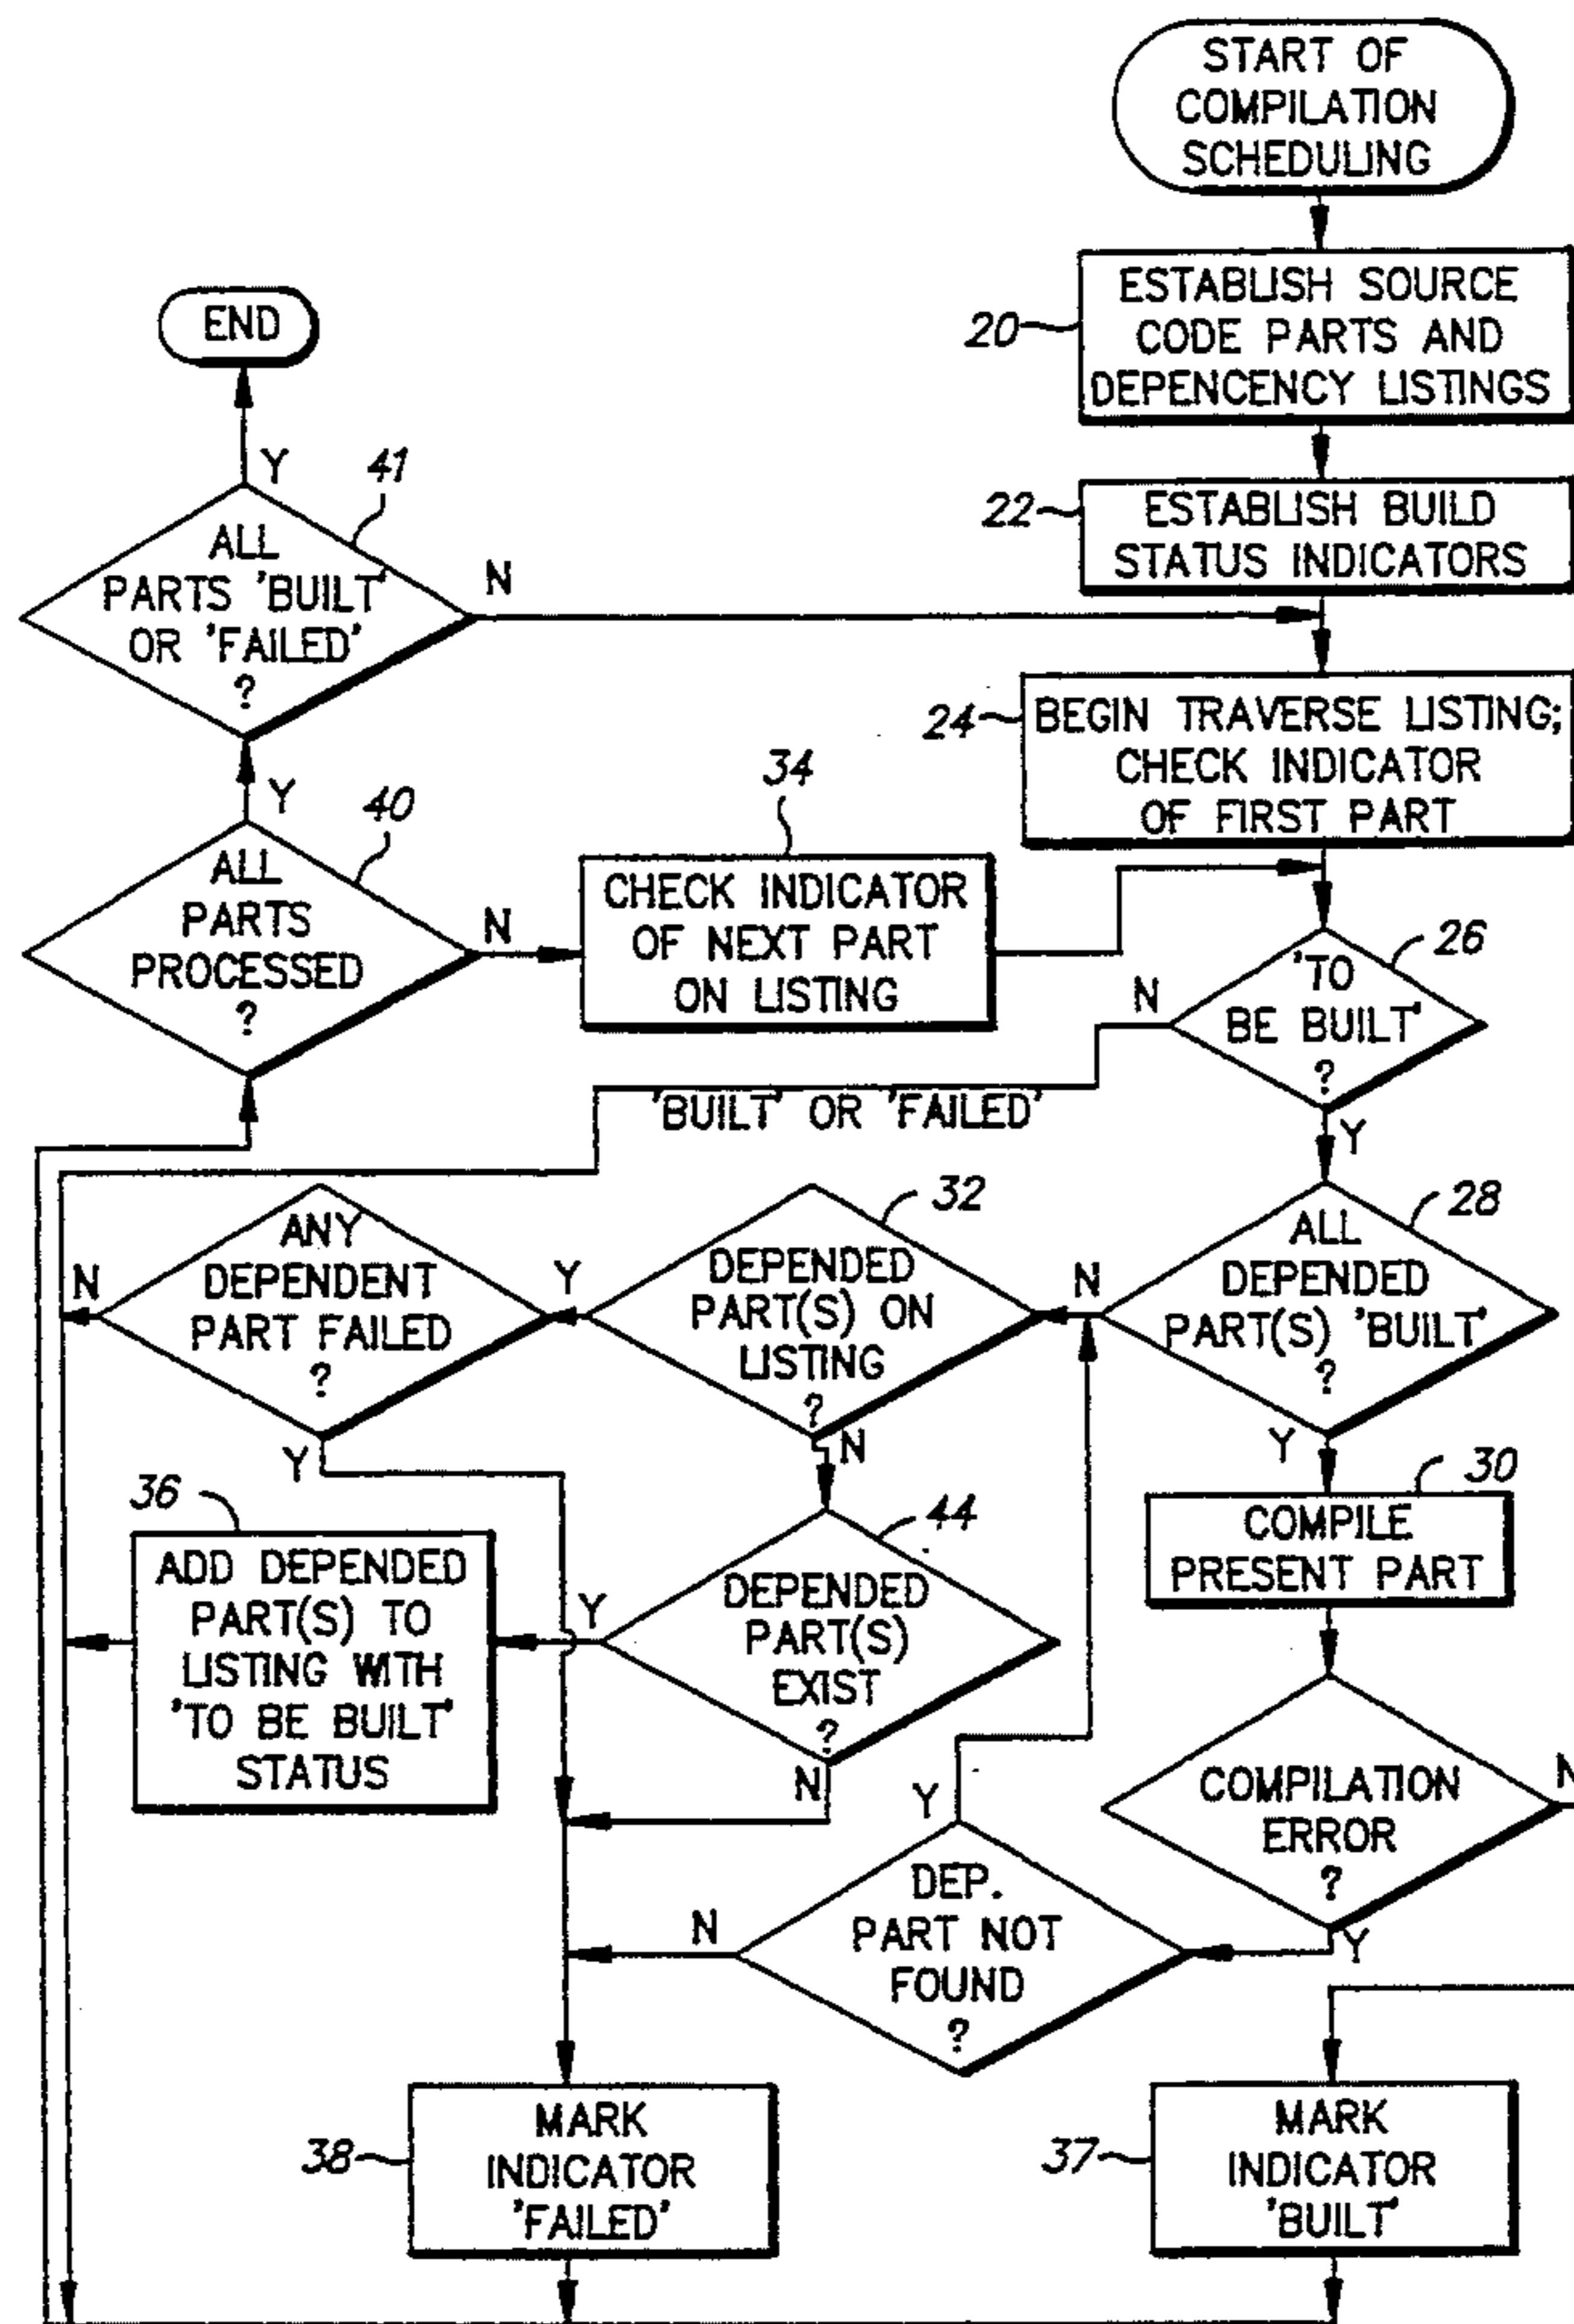 START OF
COMPILATION
SCHEDULING
20
ESTABLISH SOURCE
CODE PARTS AND
DEPENCENCY LISTINGS
22
ESTABLISH BUILD
STATUS INDICATORS
END
Y
41
ALL
PARTS 'BUILT'
OR 'FAILED'
?
N
24
BEGIN TRAVERSE LISTING;
CHECK INDICATOR
OF FIRST PART
Y
40
ALL
PARTS
PROCESSED
?
N
34
CHECK INDICATOR
OF NEXT PART
ON LISTING
26
'TO
BE BUILT'
?
N
Y
'BUILT' OR 'FAILED'
28
ALL
DEPENDED
PART(S) 'BUILT'
?
N
Y
32
DEPENDED
PART(S) ON
LISTING
?
Y
N
ANY
DEPENDENT
PART FAILED
?
N
Y
36
ADD DEPENDED
PART(S) TO
LISTING WITH
'TO BE BUILT'
STATUS
44
DEPENDED
PART(S)
EXIST
?
Y
N
30
COMPILE
PRESENT PART
COMPILATION
ERROR
?
N
Y
DEP.
PART NOT
FOUND
?
Y
N
38
MARK
INDICATOR
'FAILED'
37
MARK
INDICATOR
'BUILT'